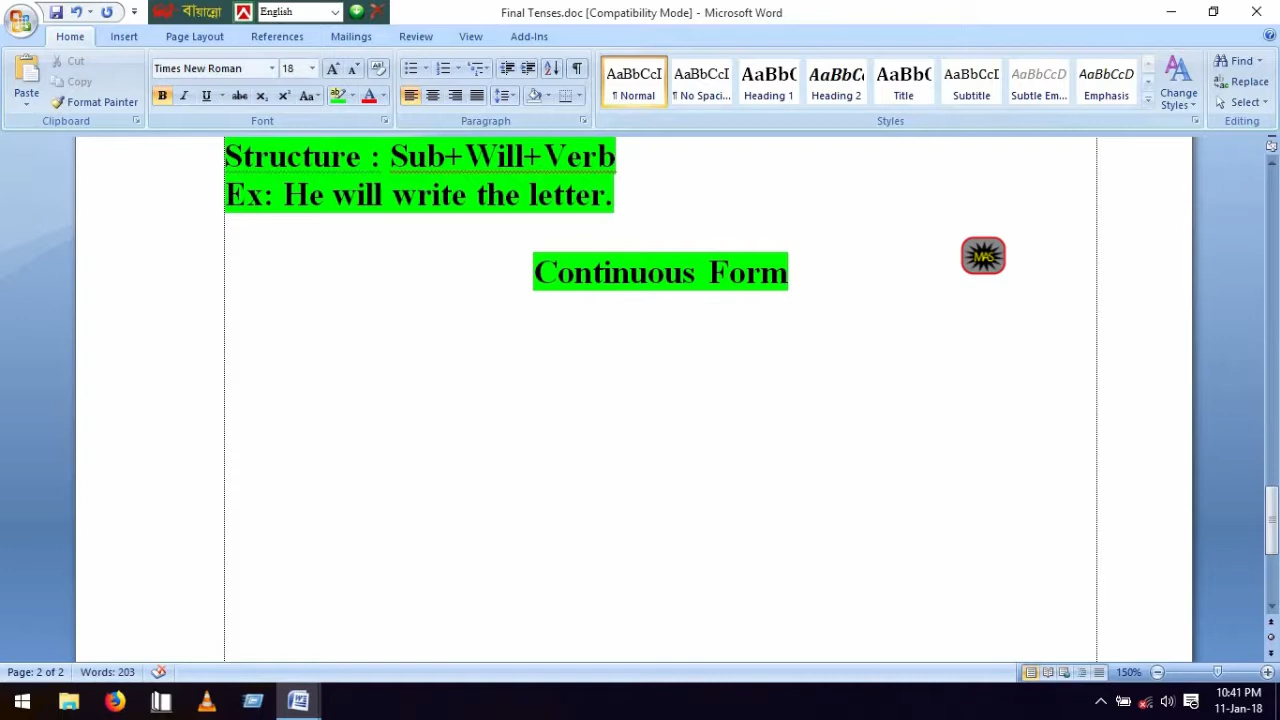 Final Tenses.doc [Compatibility Mode] - Microsoft Word
বায়ান্নো
English
Home Insert Page Layout References Mailings Review View Add-Ins
Paste
Cut
Copy
Format Painter
Clipboard
Times New Roman 18
Font
Paragraph
AaBbCcI AaBbCcI AaBbC AaBbC AaBbC AaBbCcI AaBbCcD AaBbCcD
¶ Normal ¶ No Spaci... Heading 1 Heading 2 Title Subtitle Subtle Em... Emphasis
Change Styles
Styles
Find
Replace
Select
Editing
Structure : Sub+Will+Verb
Ex: He will write the letter.
Continuous Form
MAS
Page: 2 of 2 Words: 203
150%
10:41 PM
11-Jan-18